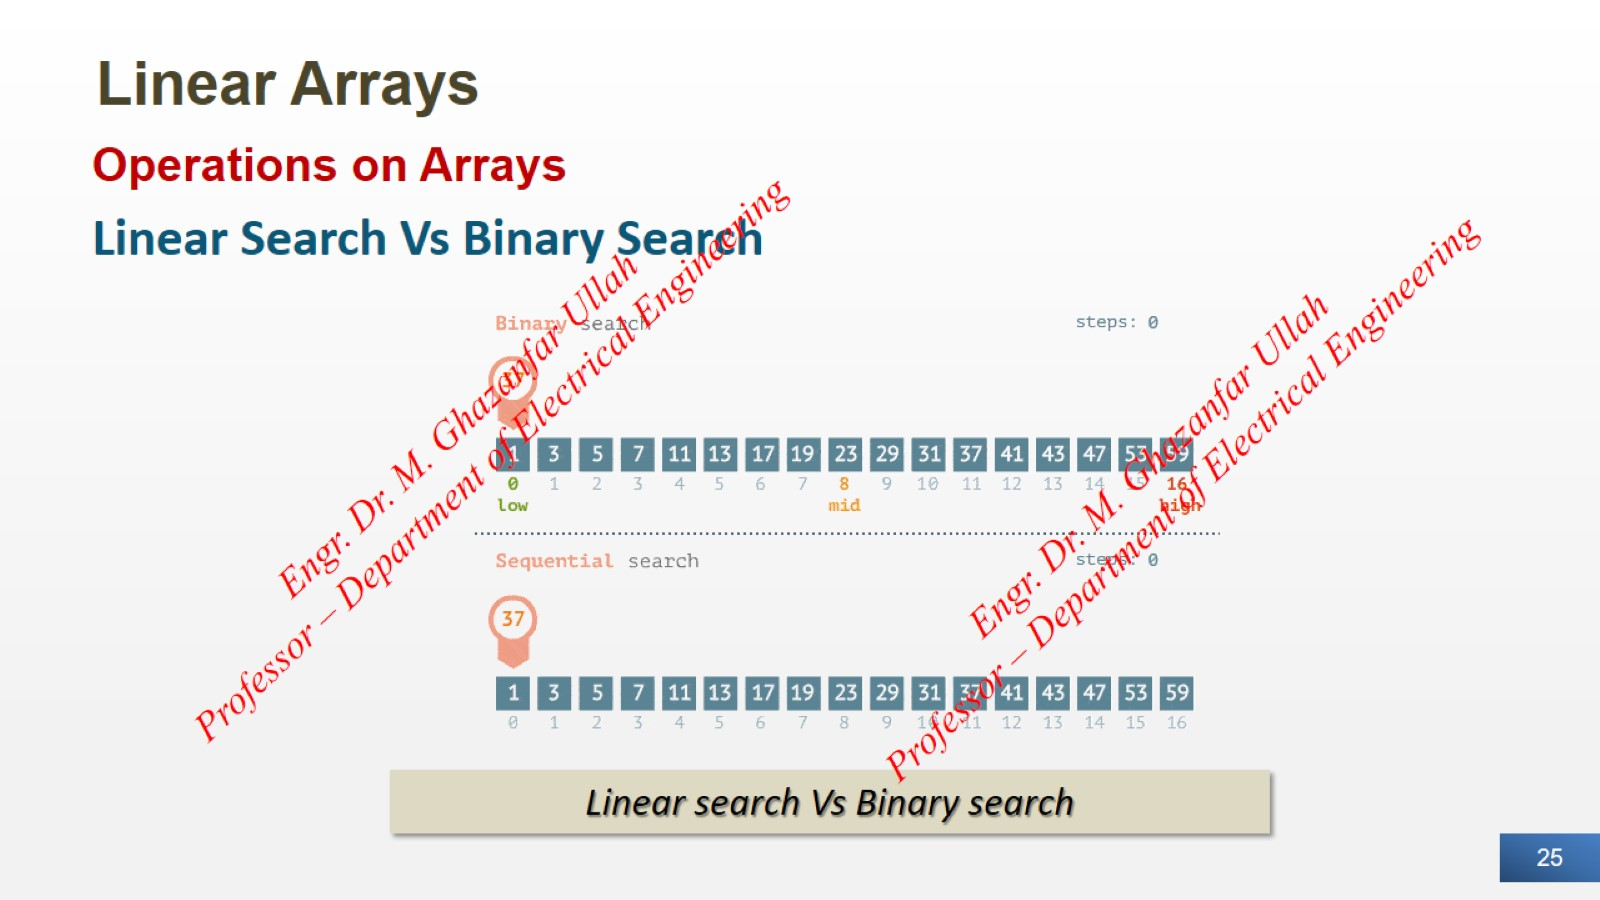 Linear Arrays
Operations on Arrays
Linear Search Vs Binary Search
Binary search steps: 0
37
1 3 5 7 11 13 17 19 23 29 31 37 41 43 47 53 59
0 1 2 3 4 5 6 7 8 9 10 11 12 13 14 15 16
low mid high
Sequential search steps: 0
37
1 3 5 7 11 13 17 19 23 29 31 37 41 43 47 53 59
0 1 2 3 4 5 6 7 8 9 10 11 12 13 14 15 16
Linear search Vs Binary search
Engr. Dr. M. Ghazanfar Ullah
Professor – Department of Electrical Engineering
Engr. Dr. M. Ghazanfar Ullah
Professor – Department of Electrical Engineering
25